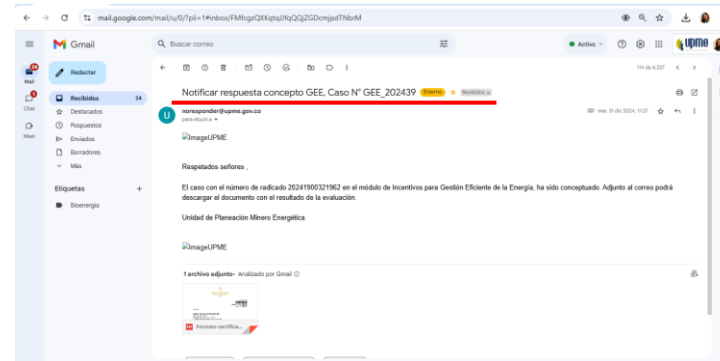 mail.google.com/mail/u/0/?pli=1#inbox/FMfcgzQXKqtqJJfqQQjZGDcmjpdTNbrM
Gmail
Buscar correo
Activo
upme
Mail
Chat
Meet
24
Redactar
Recibidos 24
Destacados
Pospuestos
Enviados
Borradores
Más
Etiquetas +
Bioenergía
111 de 6,227
Notificar respuesta concepto GEE, Caso N° GEE_202439 Externo Recibidos x
U
noresponder@upme.gov.co
mar, 31 dic 2024, 11:27
ImageUPME
Respetados señores ,
El caso con el número de radicado 20241900321962 en el módulo de Incentivos para Gestión Eficiente de la Energía, ha sido conceptuado. Adjunto al correo podrá
descargar el documento con el resultado de la evaluación.
Unidad de Planeación Minero Energética.
ImageUPME
1 archivo adjunto• Analizado por Gmail
Formato certifica...